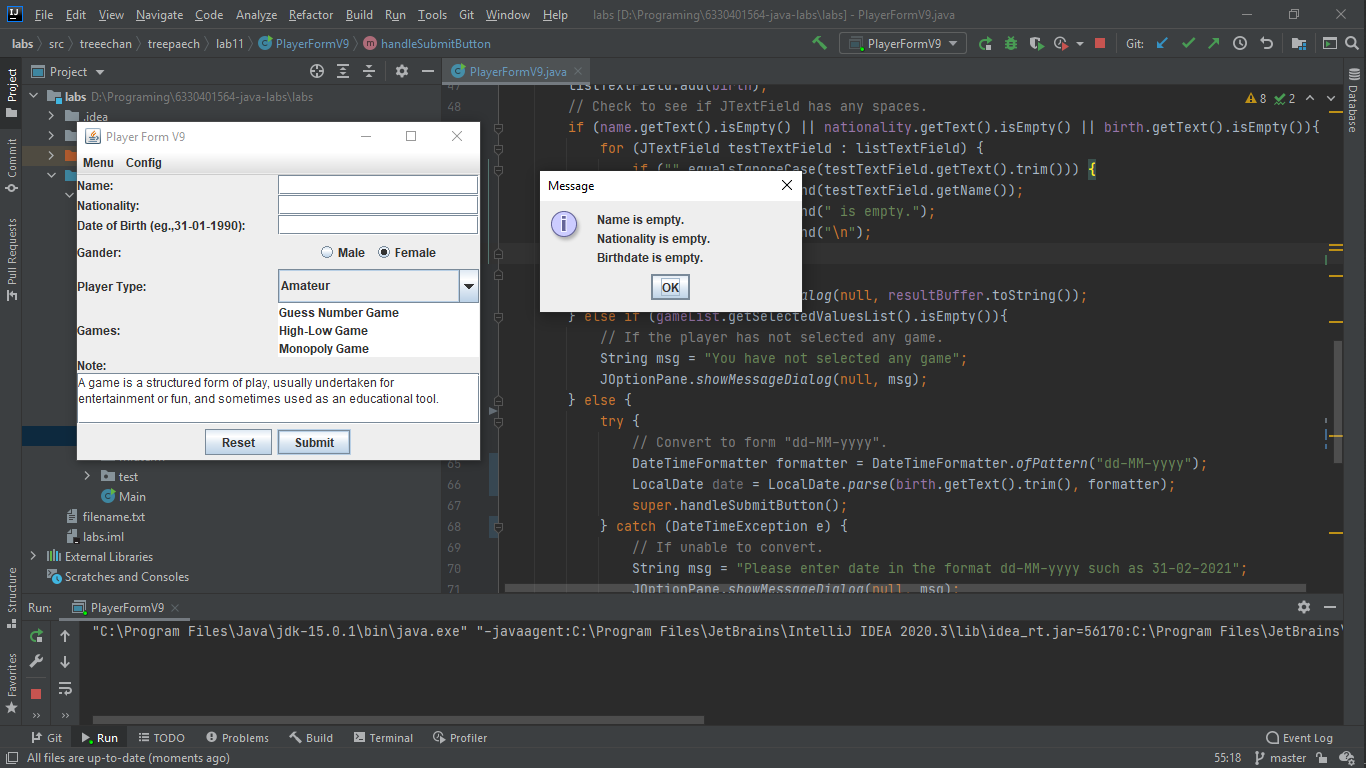 File Edit View Navigate Code Analyze Refactor Build Run Tools Git Window Help labs [D:\Programing\6330401564-java-labs\labs] - PlayerFormV9.java
labs src treeechan treepaech lab11 PlayerFormV9 handleSubmitButton
PlayerFormV9 Git:
Project
PlayerFormV9.java
labs D:\Programing\6330401564-java-labs\labs
.idea
Player Form V9
Menu Config
Name:
Nationality:
Date of Birth (eg.,31-01-1990):
Gander: Male Female
Player Type: Amateur
Games:
Guess Number Game
High-Low Game
Monopoly Game
Note:
A game is a structured form of play, usually undertaken for
entertainment or fun, and sometimes used as an educational tool.
Reset Submit
test
Main
filename.txt
labs.iml
External Libraries
Scratches and Consoles
Message
Name is empty.
Nationality is empty.
Birthdate is empty.
OK
8 2
47 listTextField.add(birth);
48 // Check to see if JTextField has any spaces.
if (name.getText().isEmpty() || nationality.getText().isEmpty() || birth.getText().isEmpty()){
for (JTextField testTextField : listTextField) {
if ("".equalsIgnoreCase(testTextField.getText().trim())) {
nd(testTextField.getName());
nd(" is empty.");
nd("\n");
alog(null, resultBuffer.toString());
} else if (gameList.getSelectedValuesList().isEmpty()){
// If the player has not selected any game.
String msg = "You have not selected any game";
JOptionPane.showMessageDialog(null, msg);
} else {
try {
// Convert to form "dd-MM-yyyy".
65 DateTimeFormatter formatter = DateTimeFormatter.ofPattern("dd-MM-yyyy");
66 LocalDate date = LocalDate.parse(birth.getText().trim(), formatter);
67 super.handleSubmitButton();
68 } catch (DateTimeException e) {
69 // If unable to convert.
70 String msg = "Please enter date in the format dd-MM-yyyy such as 31-02-2021";
71 JOptionPane.showMessageDialog(null, msg);
Project
Commit
Pull Requests
Structure
Favorites
Database
Run: PlayerFormV9
"C:\Program Files\Java\jdk-15.0.1\bin\java.exe" "-javaagent:C:\Program Files\JetBrains\IntelliJ IDEA 2020.3\lib\idea_rt.jar=56170:C:\Program Files\JetBrains\
Git Run TODO Problems Build Terminal Profiler Event Log
All files are up-to-date (moments ago) 55:18 master